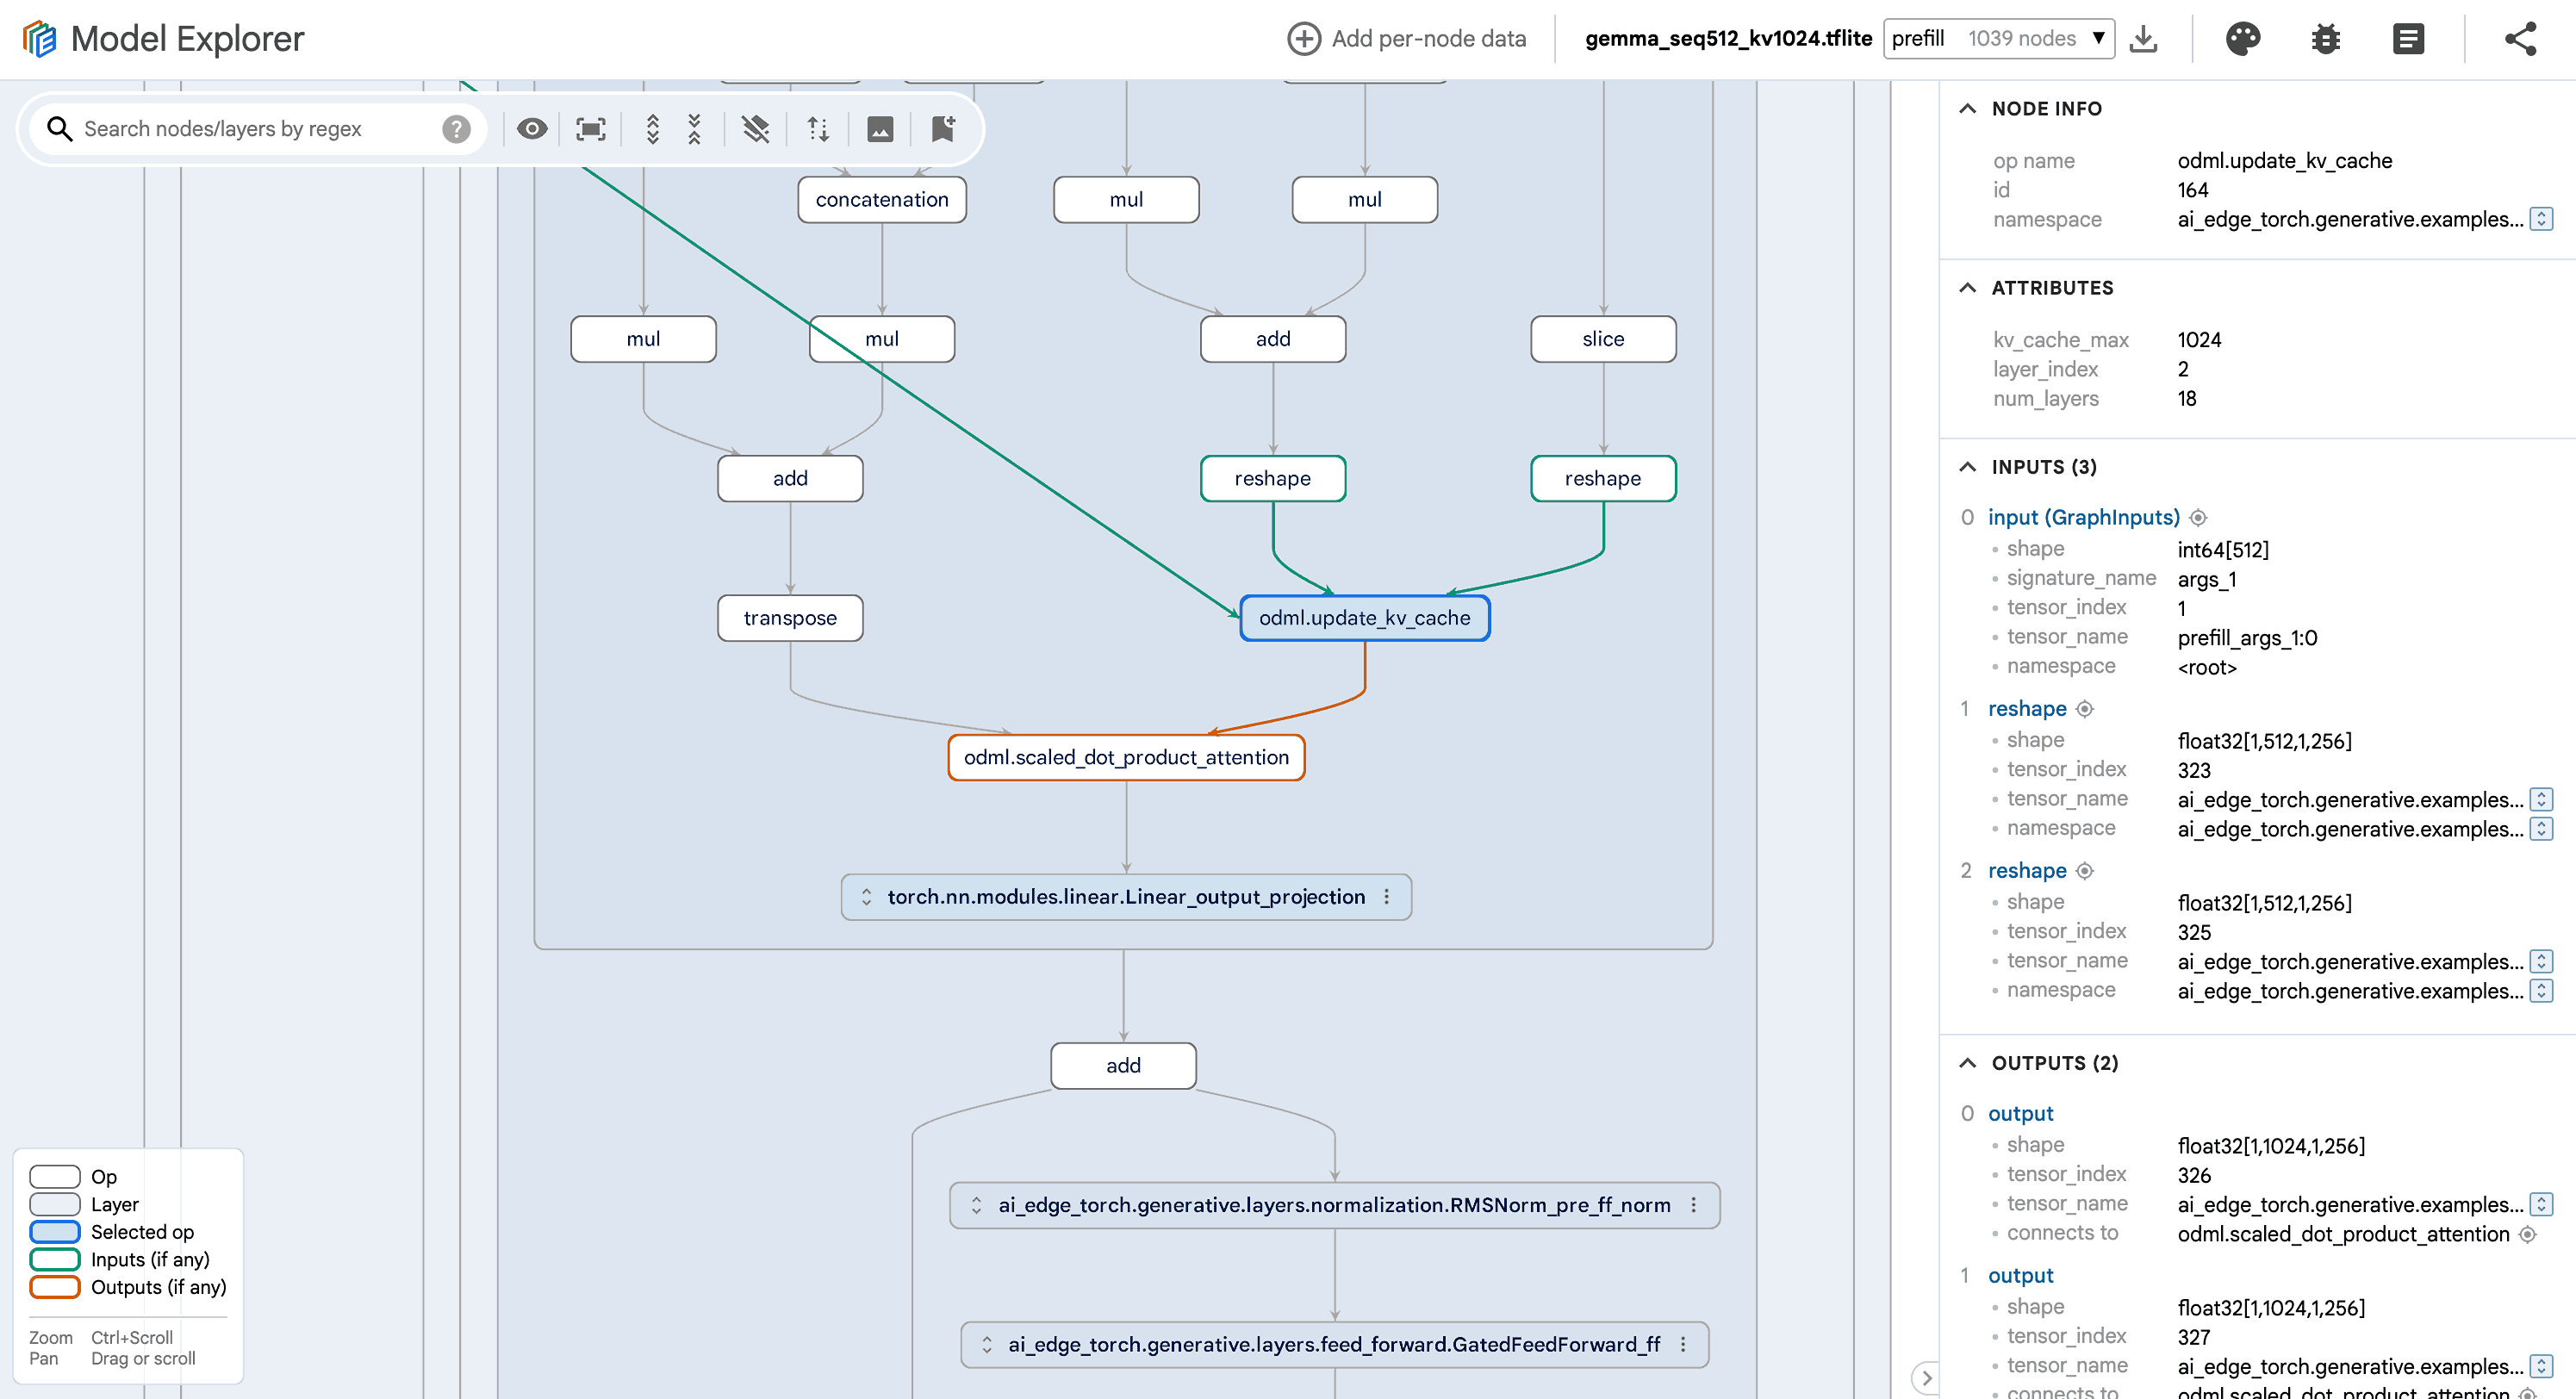 Model Explorer
Add per-node data
gemma_seq512_kv1024.tflite
prefill 1039 nodes
Search nodes/layers by regex
?
concatenation
mul
mul
mul
mul
add
slice
add
reshape
reshape
transpose
odml.update_kv_cache
odml.scaled_dot_product_attention
torch.nn.modules.linear.Linear_output_projection
add
ai_edge_torch.generative.layers.normalization.RMSNorm_pre_ff_norm
ai_edge_torch.generative.layers.feed_forward.GatedFeedForward_ff
Op
Layer
Selected op
Inputs (if any)
Outputs (if any)
Zoom Ctrl+Scroll
Pan Drag or scroll
NODE INFO
op name odml.update_kv_cache
id 164
namespace ai_edge_torch.generative.examples...
ATTRIBUTES
kv_cache_max 1024
layer_index 2
num_layers 18
INPUTS (3)
0 input (GraphInputs)
• shape int64[512]
• signature_name args_1
• tensor_index 1
• tensor_name prefill_args_1:0
• namespace <root>
1 reshape
• shape float32[1,512,1,256]
• tensor_index 323
• tensor_name ai_edge_torch.generative.examples...
• namespace ai_edge_torch.generative.examples...
2 reshape
• shape float32[1,512,1,256]
• tensor_index 325
• tensor_name ai_edge_torch.generative.examples...
• namespace ai_edge_torch.generative.examples...
OUTPUTS (2)
0 output
• shape float32[1,1024,1,256]
• tensor_index 326
• tensor_name ai_edge_torch.generative.examples...
• connects to odml.scaled_dot_product_attention
1 output
• shape float32[1,1024,1,256]
• tensor_index 327
• tensor_name ai_edge_torch.generative.examples...
• connects to odml.scaled_dot_product_attention